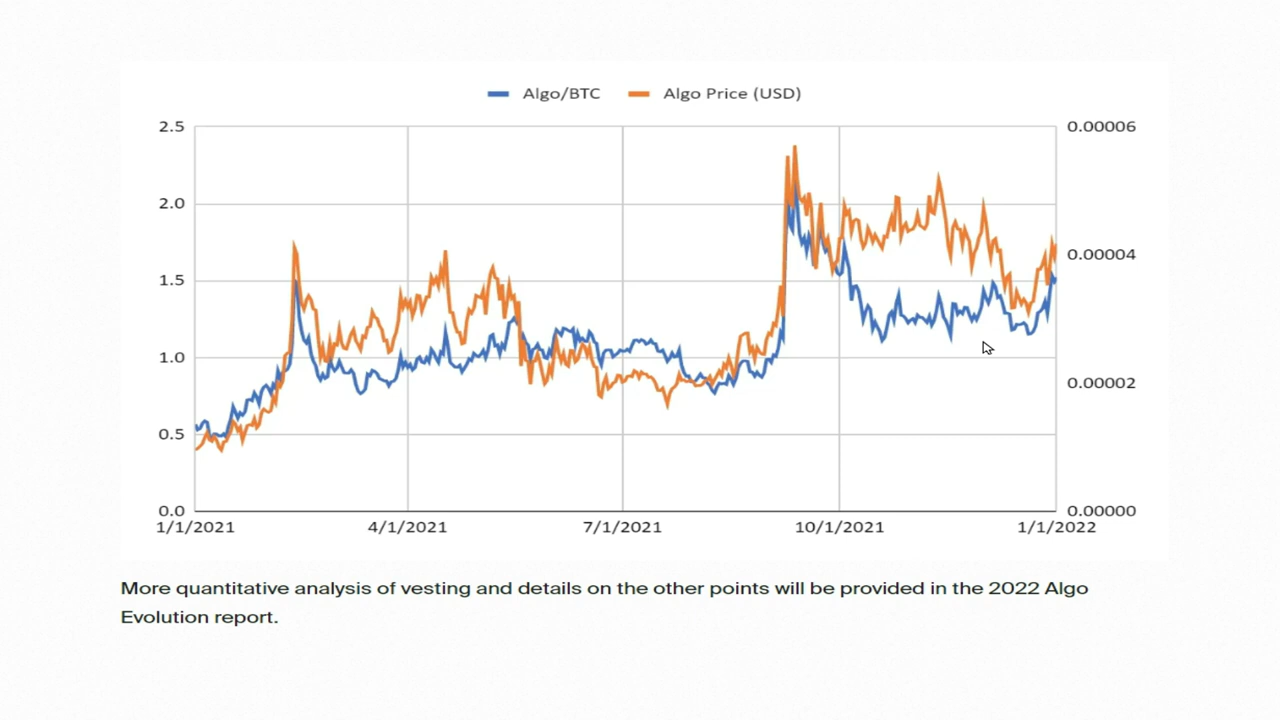 Algo/BTC Algo Price (USD)
2.5 0.00006
2.0
1.5 0.00004
1.0
0.00002
0.5
0.0 0.00000
1/1/2021 4/1/2021 7/1/2021 10/1/2021 1/1/2022
More quantitative analysis of vesting and details on the other points will be provided in the 2022 Algo
Evolution report.